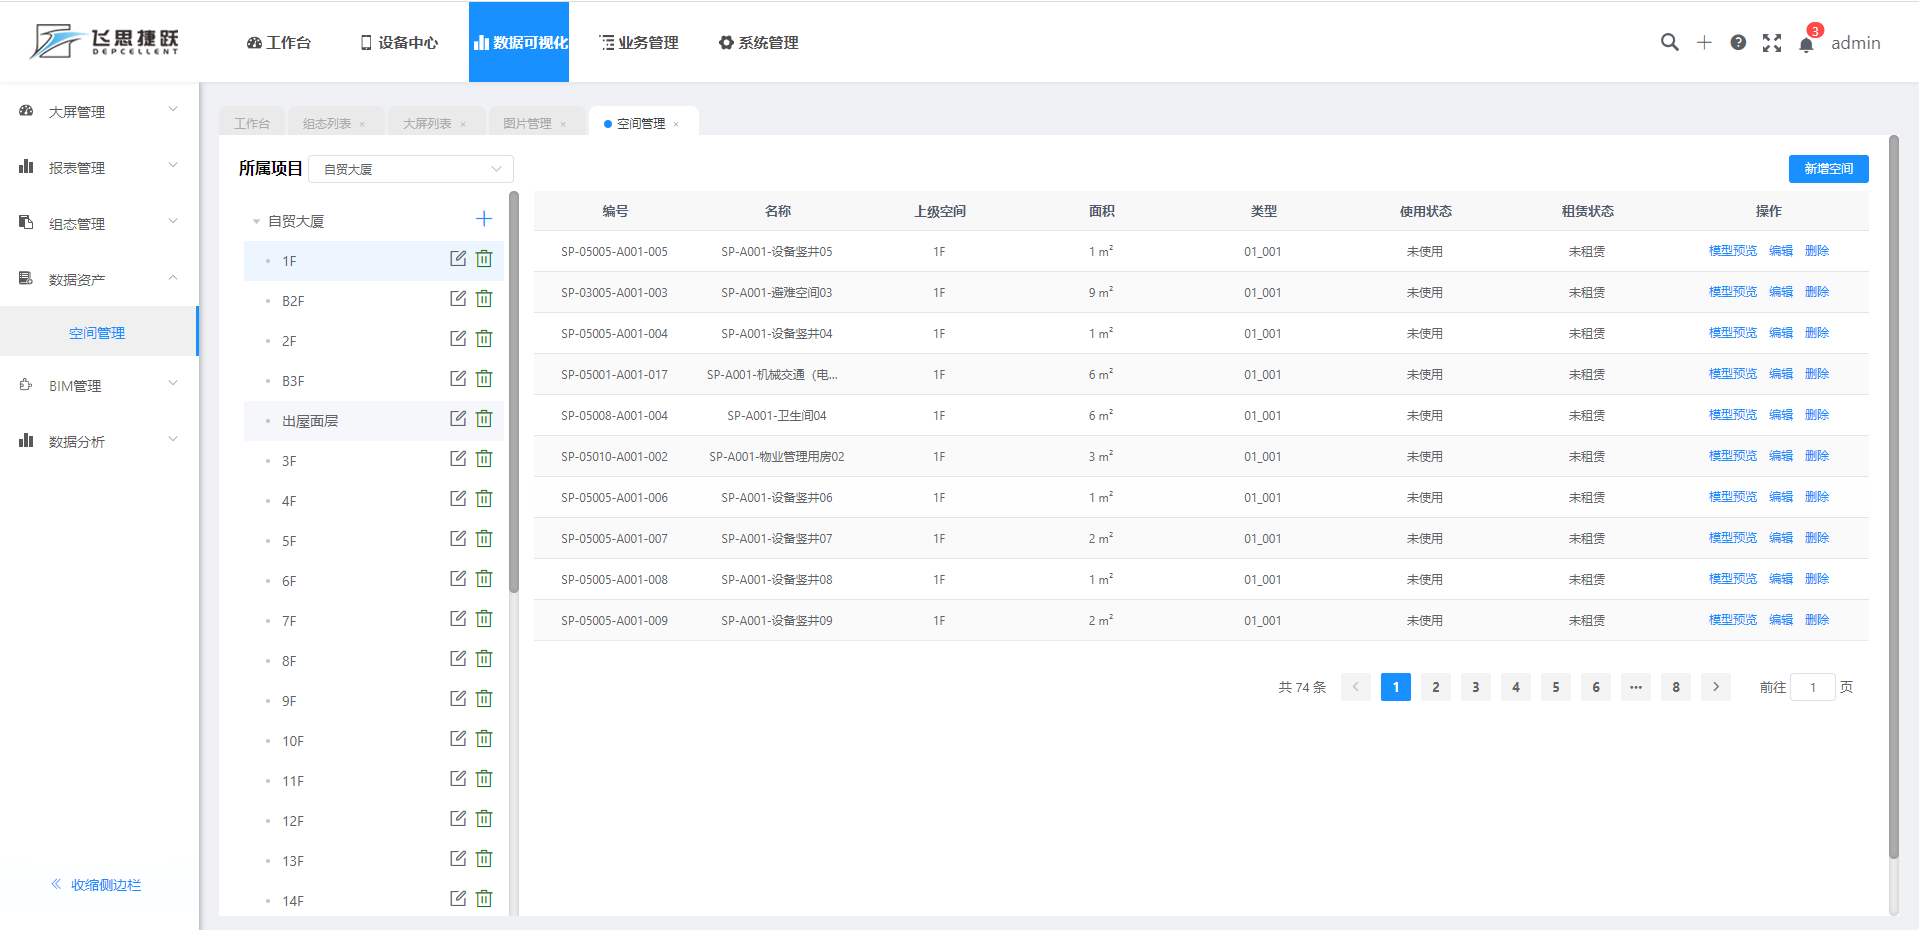 飞思捷跃
DEPCELLENT
工作台 设备中心 数据可视化 业务管理 系统管理
3
admin
大屏管理
报表管理
组态管理
数据资产
空间管理
BIM管理
数据分析
收缩侧边栏
工作台 组态列表 × 大屏列表 × 图片管理 × 空间管理 ×
所属项目 自贸大厦
新增空间
自贸大厦
1F
B2F
2F
B3F
出屋面层
3F
4F
5F
6F
7F
8F
9F
10F
11F
12F
13F
14F
编号 名称 上级空间 面积 类型 使用状态 租赁状态 操作
SP-05005-A001-005 SP-A001-设备竖井05 1F 1 m² 01_001 未使用 未租赁 模型预览 编辑 删除
SP-03005-A001-003 SP-A001-避难空间03 1F 9 m² 01_001 未使用 未租赁 模型预览 编辑 删除
SP-05005-A001-004 SP-A001-设备竖井04 1F 1 m² 01_001 未使用 未租赁 模型预览 编辑 删除
SP-05001-A001-017 SP-A001-机械交通（电... 1F 6 m² 01_001 未使用 未租赁 模型预览 编辑 删除
SP-05008-A001-004 SP-A001-卫生间04 1F 6 m² 01_001 未使用 未租赁 模型预览 编辑 删除
SP-05010-A001-002 SP-A001-物业管理用房02 1F 3 m² 01_001 未使用 未租赁 模型预览 编辑 删除
SP-05005-A001-006 SP-A001-设备竖井06 1F 1 m² 01_001 未使用 未租赁 模型预览 编辑 删除
SP-05005-A001-007 SP-A001-设备竖井07 1F 2 m² 01_001 未使用 未租赁 模型预览 编辑 删除
SP-05005-A001-008 SP-A001-设备竖井08 1F 1 m² 01_001 未使用 未租赁 模型预览 编辑 删除
SP-05005-A001-009 SP-A001-设备竖井09 1F 2 m² 01_001 未使用 未租赁 模型预览 编辑 删除
共 74 条 1 2 3 4 5 6 ··· 8 前往 1 页